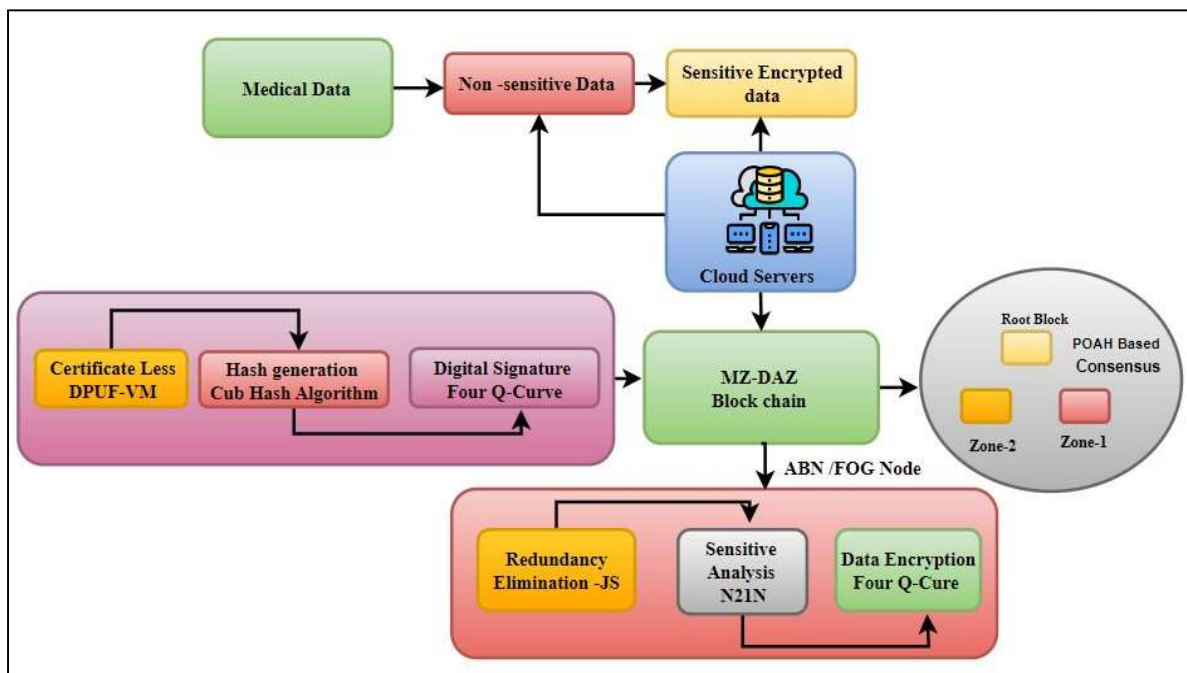 Medical Data
Non -sensitive Data
Sensitive Encrypted
data
Cloud Servers
Certificate Less
DPUF-VM
Hash generation
Cub Hash Algorithm
Digital Signature
Four Q-Curve
MZ-DAZ
Block chain
Root Block
POAH Based
Consensus
Zone-2
Zone-1
ABN /FOG Node
Redundancy
Elimination -JS
Sensitive
Analysis
N21N
Data Encryption
Four Q-Cure